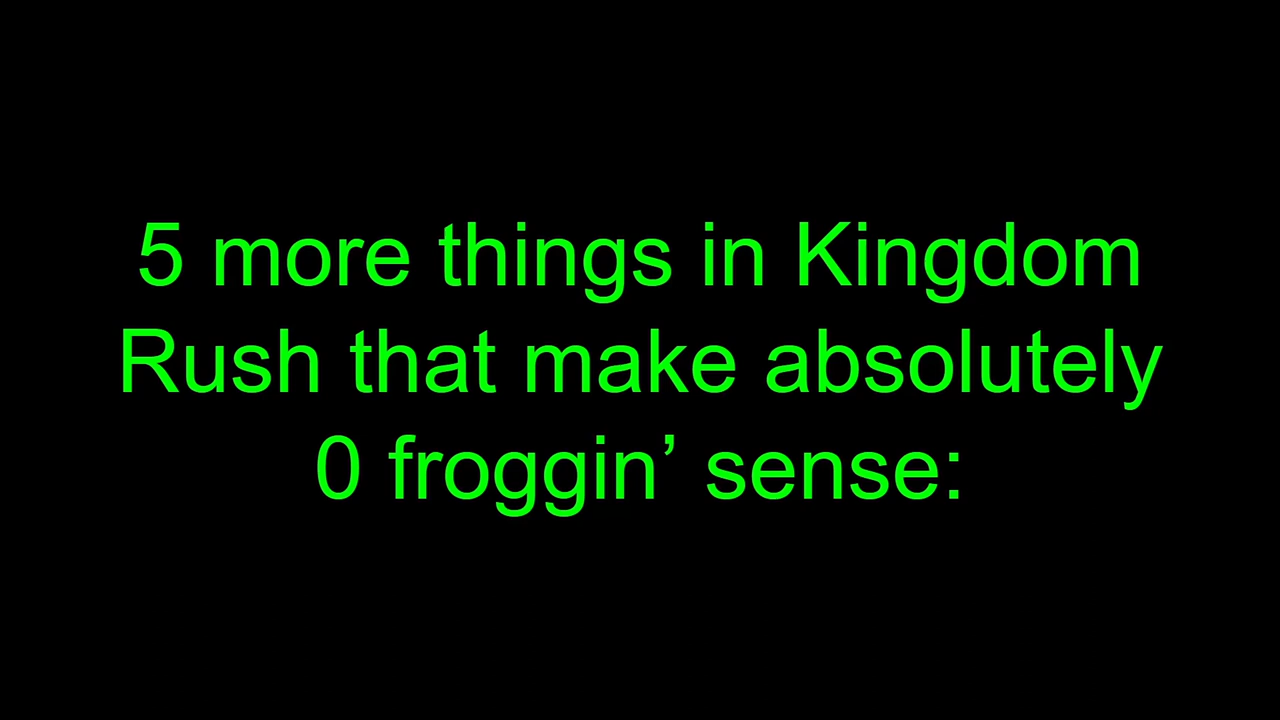 5 more things in Kingdom
Rush that make absolutely
0 froggin’ sense: